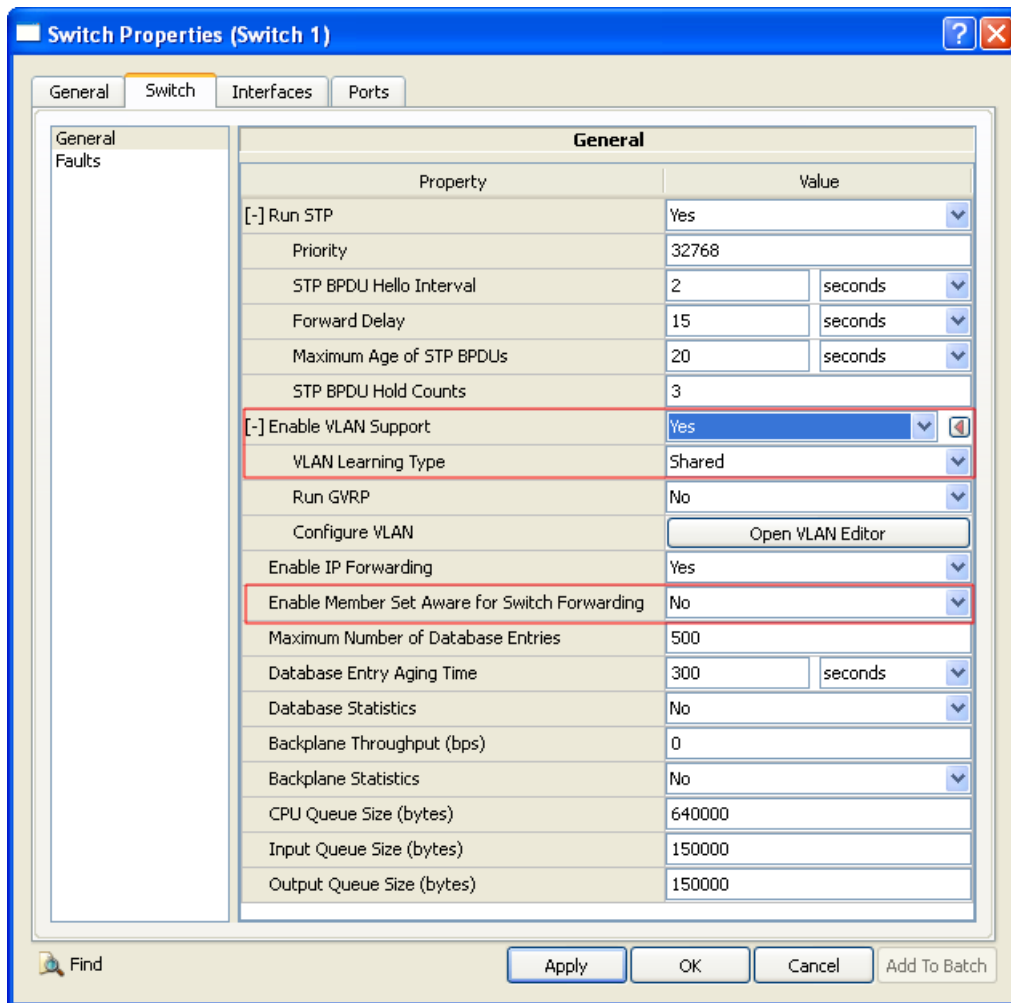 Switch Properties (Switch 1)
General Switch Interfaces Ports
General
Faults
General
Property Value
[-] Run STP Yes
Priority 32768
STP BPDU Hello Interval 2 seconds
Forward Delay 15 seconds
Maximum Age of STP BPDUs 20 seconds
STP BPDU Hold Counts 3
[-] Enable VLAN Support Yes
VLAN Learning Type Shared
Run GVRP No
Configure VLAN Open VLAN Editor
Enable IP Forwarding Yes
Enable Member Set Aware for Switch Forwarding No
Maximum Number of Database Entries 500
Database Entry Aging Time 300 seconds
Database Statistics No
Backplane Throughput (bps) 0
Backplane Statistics No
CPU Queue Size (bytes) 640000
Input Queue Size (bytes) 150000
Output Queue Size (bytes) 150000
Find Apply OK Cancel Add To Batch